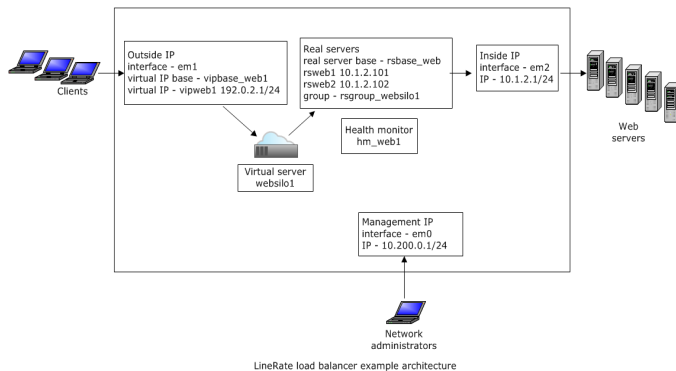 Clients
Outside IP
interface - em1
virtual IP base - vipbase_web1
virtual IP - vipweb1 192.0.2.1/24
Real servers
real server base - rsbase_web
rsweb1 10.1.2.101
rsweb2 10.1.2.102
group - rsgroup_websilo1
Inside IP
interface - em2
IP - 10.1.2.1/24
Web
servers
Health monitor
hm_web1
Virtual server
websilo1
Management IP
interface - em0
IP - 10.200.0.1/24
Network
administrators
LineRate load balancer example architecture